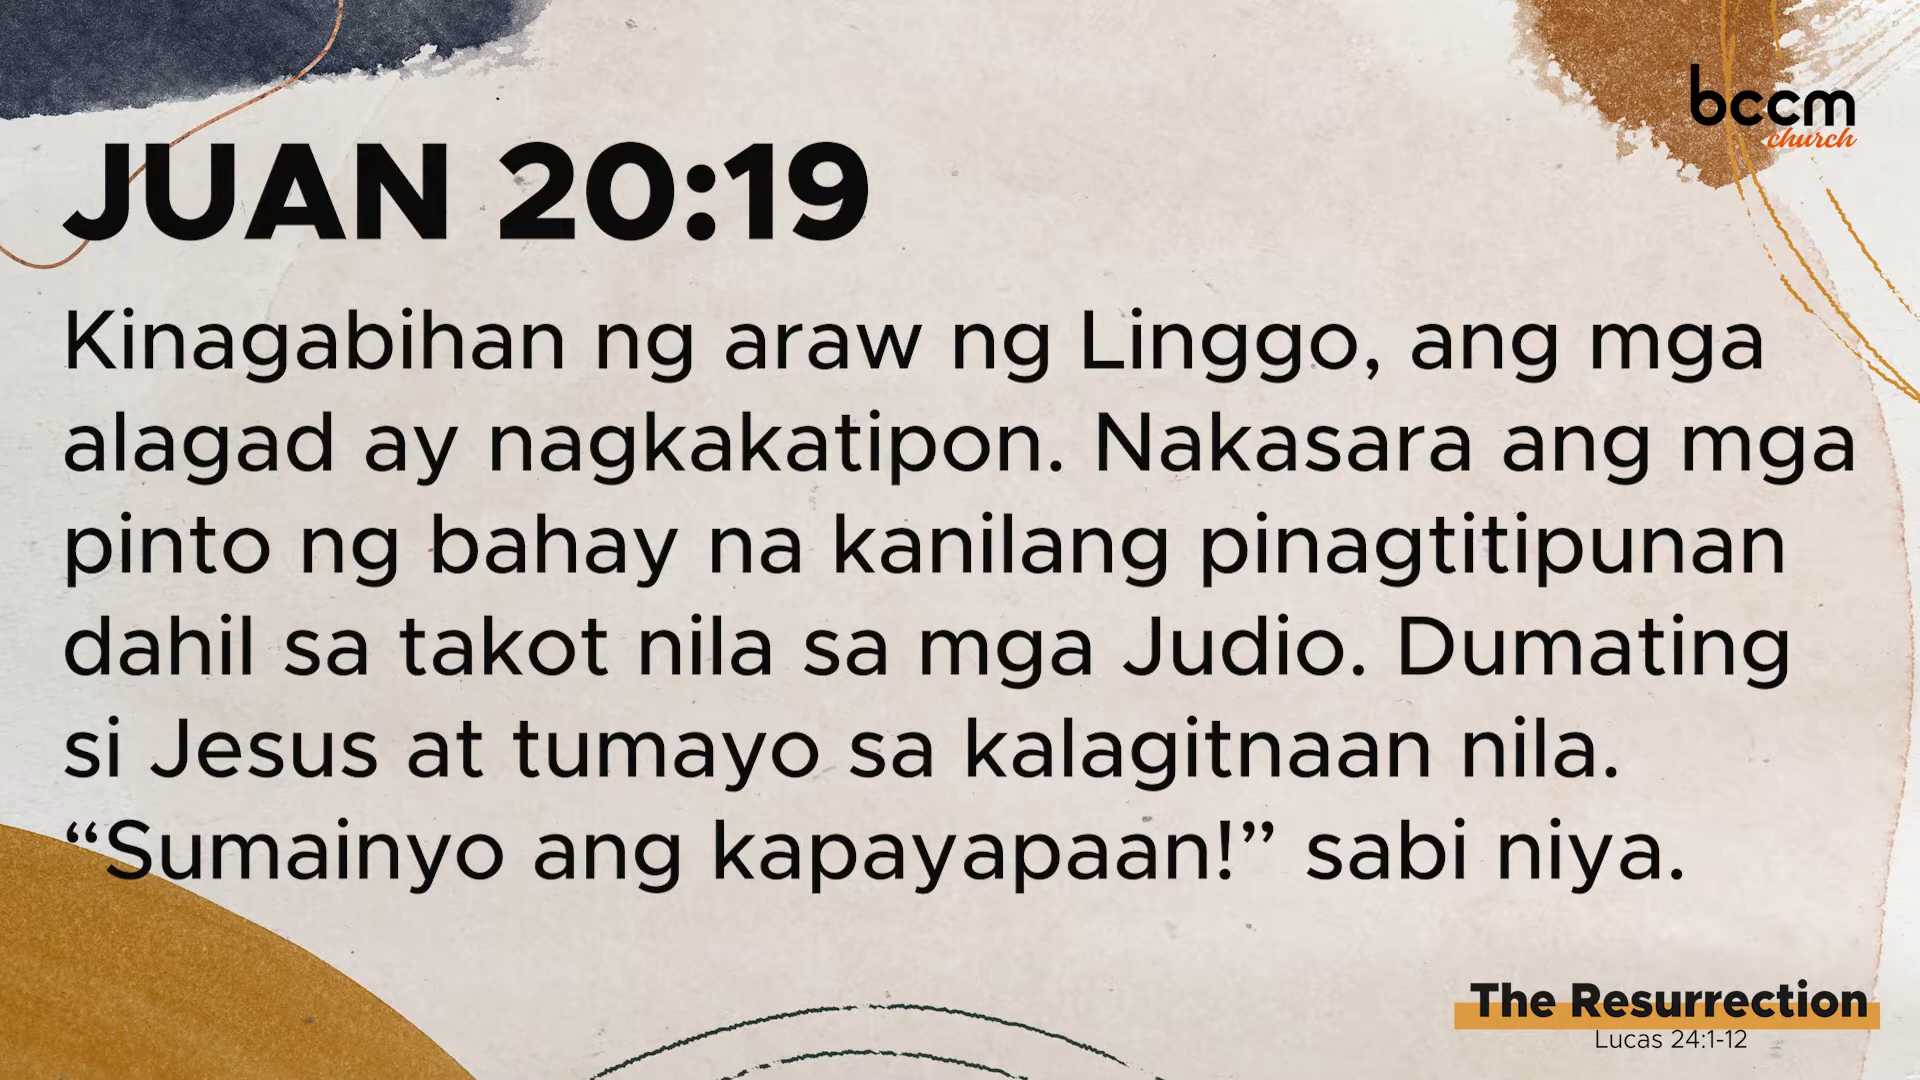 bccm
church
JUAN 20:19
Kinagabihan ng araw ng Linggo, ang mga
alagad ay nagkakatipon. Nakasara ang mga
pinto ng bahay na kanilang pinagtitipunan
dahil sa takot nila sa mga Judio. Dumating
si Jesus at tumayo sa kalagitnaan nila.
“Sumainyo ang kapayapaan!” sabi niya.
The Resurrection
Lucas 24:1-12